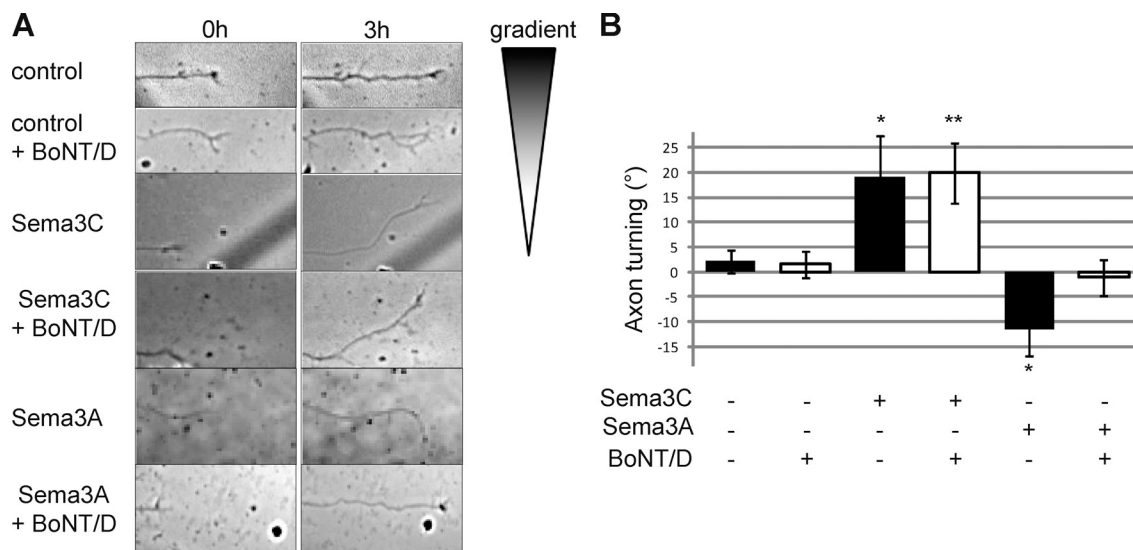 A
0h
3h
gradient
control
control
+ BoNT/D
Sema3C
Sema3C
+ BoNT/D
Sema3A
Sema3A
+ BoNT/D
B
Axon turning (°)
25
20
15
10
5
0
-5
-10
-15
*
**
*
Sema3C - - + + - -
Sema3A - - - - + +
BoNT/D - + - + - +